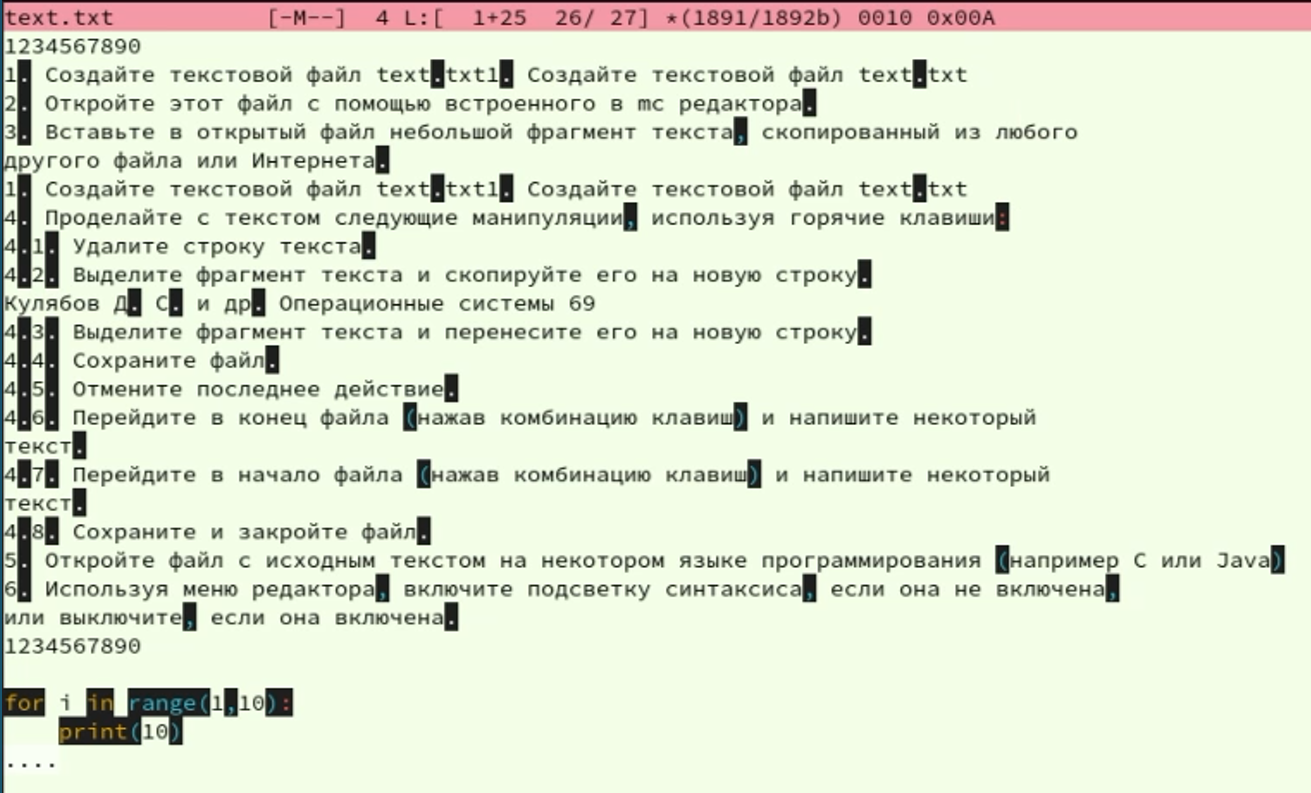 text.txt [-M--] 4 L:[ 1+25 26/ 27] *(1891/1892b) 0010 0x00A
1234567890
1. Создайте текстовой файл text.txt1. Создайте текстовой файл text.txt
2. Откройте этот файл с помощью встроенного в mc редактора.
3. Вставьте в открытый файл небольшой фрагмент текста, скопированный из любого
другого файла или Интернета.
1. Создайте текстовой файл text.txt1. Создайте текстовой файл text.txt
4. Проделайте с текстом следующие манипуляции, используя горячие клавиши:
4.1. Удалите строку текста.
4.2. Выделите фрагмент текста и скопируйте его на новую строку.
Кулябов Д. С. и др. Операционные системы 69
4.3. Выделите фрагмент текста и перенесите его на новую строку.
4.4. Сохраните файл.
4.5. Отмените последнее действие.
4.6. Перейдите в конец файла (нажав комбинацию клавиш) и напишите некоторый
текст.
4.7. Перейдите в начало файла (нажав комбинацию клавиш) и напишите некоторый
текст.
4.8. Сохраните и закройте файл.
5. Откройте файл с исходным текстом на некотором языке программирования (например C или Java)
6. Используя меню редактора, включите подсветку синтаксиса, если она не включена,
или выключите, если она включена.
1234567890
for i in range(1,10):
    print(10)
....